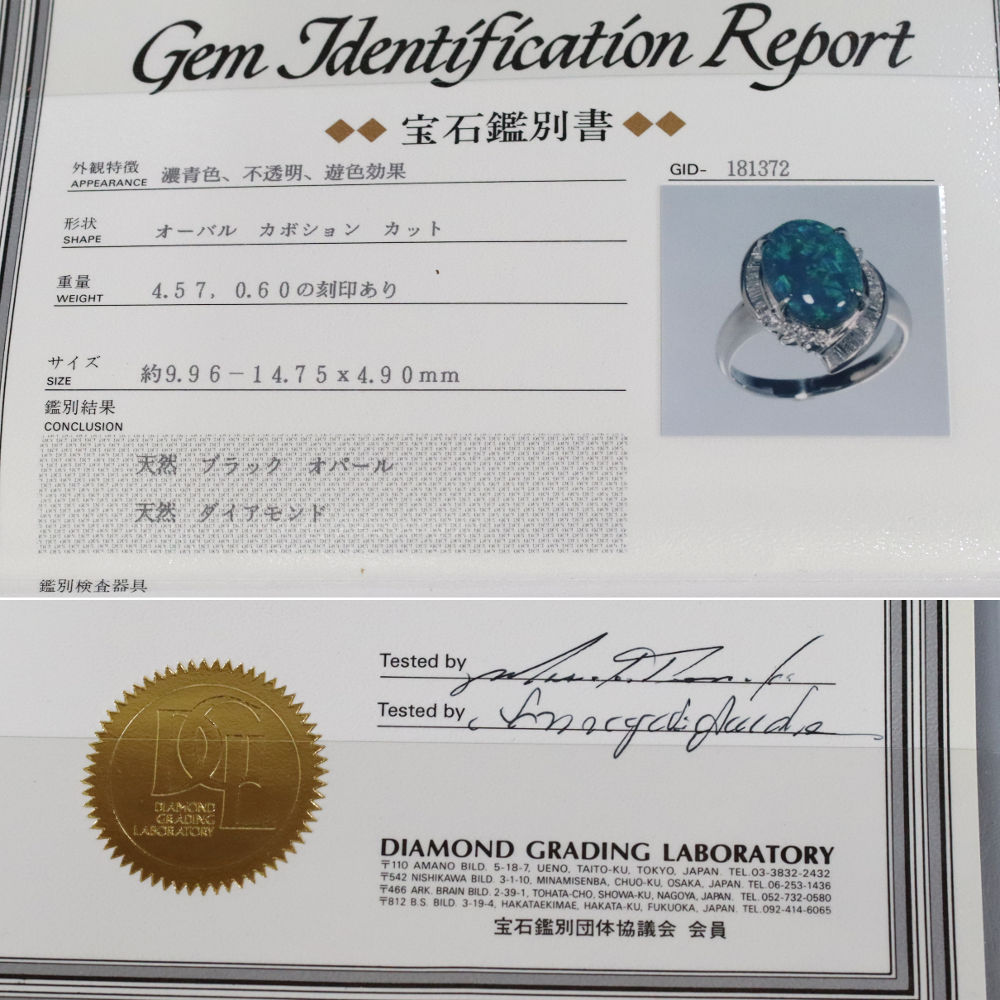 Gem Identification Report
宝石鑑別書
外観特徴
APPEARANCE 濃青色、不透明、遊色効果
GID- 181372
形状
SHAPE オーバル カボション カット
重量
WEIGHT 4.57, 0.60の刻印あり
サイズ
SIZE 約9.96-14.75x4.90mm
鑑別結果
CONCLUSION
天然 ブラック オパール
天然 ダイアモンド
鑑別検査器具
Tested by
Tested by
DGL
DIAMOND
GRADING
LABORATORY
DIAMOND GRADING LABORATORY
〒110 AMANO BILD. 5-18-7, UENO, TAITO-KU, TOKYO, JAPAN. TEL.03-3832-2432
〒542 NISHIKAWA BILD. 3-1-10, MINAMISENBA, CHUO-KU, OSAKA, JAPAN. TEL.06-253-1436
〒466 ARK. BRAIN BILD. 2-39-1, TOHATA-CHO, SHOWA-KU, NAGOYA, JAPAN. TEL.052-732-0580
〒812 B.S. BILD. 3-19-4, HAKATAEKIMAE, HAKATA-KU, FUKUOKA, JAPAN. TEL.092-414-6065
宝石鑑別団体協議会 会員